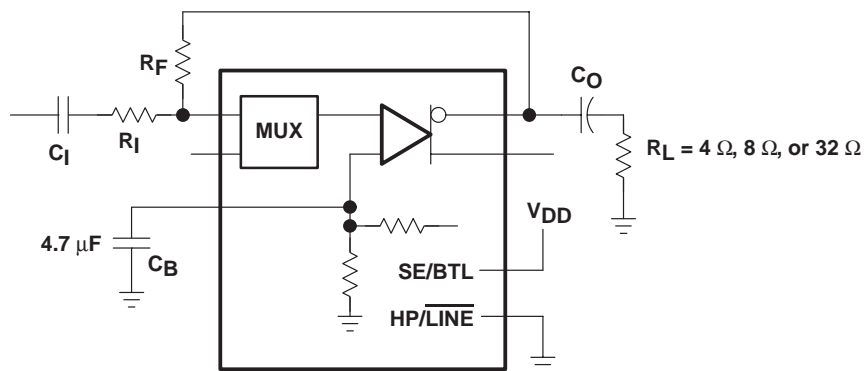 RF
CO
CI
RI
MUX
RL = 4 Ω, 8 Ω, or 32 Ω
VDD
4.7 μF
CB
SE/BTL
HP/LINE